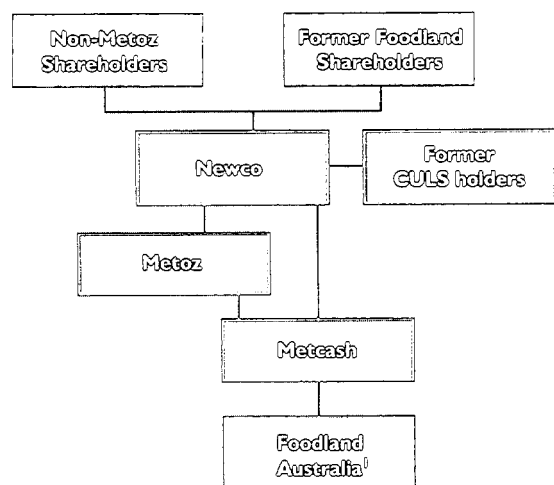 Non-Metoz
Shareholders
Former Foodland
Shareholders
Newco
Former
CULS holders
Metoz
Metcash
Foodland
Australia¹